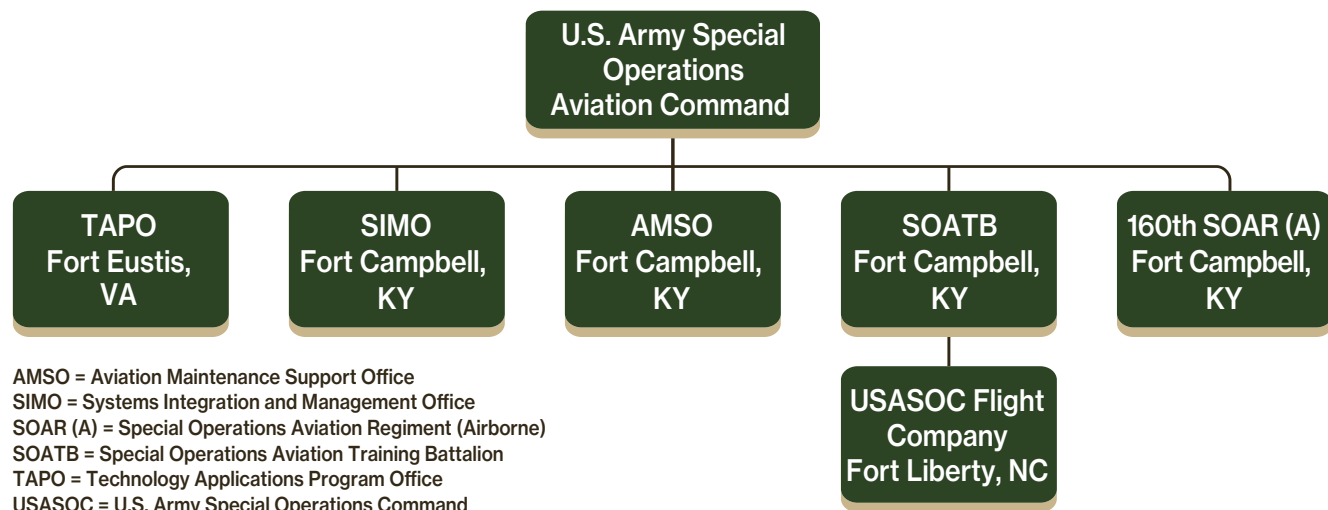 U.S. Army Special
Operations
Aviation Command
TAPO
Fort Eustis,
VA
SIMO
Fort Campbell,
KY
AMSO
Fort Campbell,
KY
SOATB
Fort Campbell,
KY
160th SOAR (A)
Fort Campbell,
KY
USASOC Flight
Company
Fort Liberty, NC
AMSO = Aviation Maintenance Support Office
SIMO = Systems Integration and Management Office
SOAR (A) = Special Operations Aviation Regiment (Airborne)
SOATB = Special Operations Aviation Training Battalion
TAPO = Technology Applications Program Office
USASOC = U.S. Army Special Operations Command